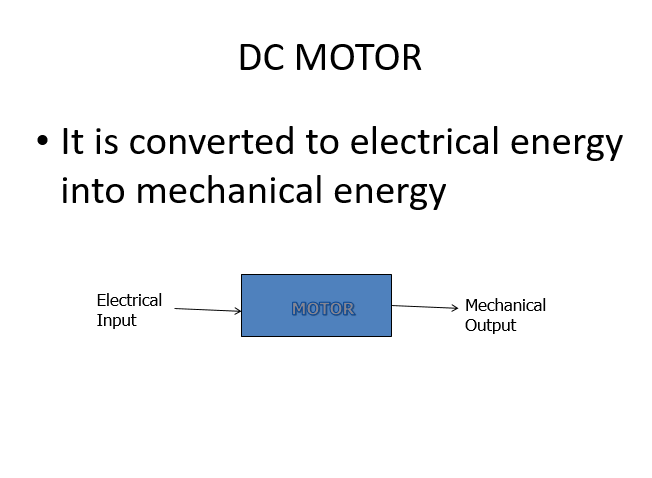 DC MOTOR
• It is converted to electrical energy
into mechanical energy
Electrical
Input
MOTOR
Mechanical
Output